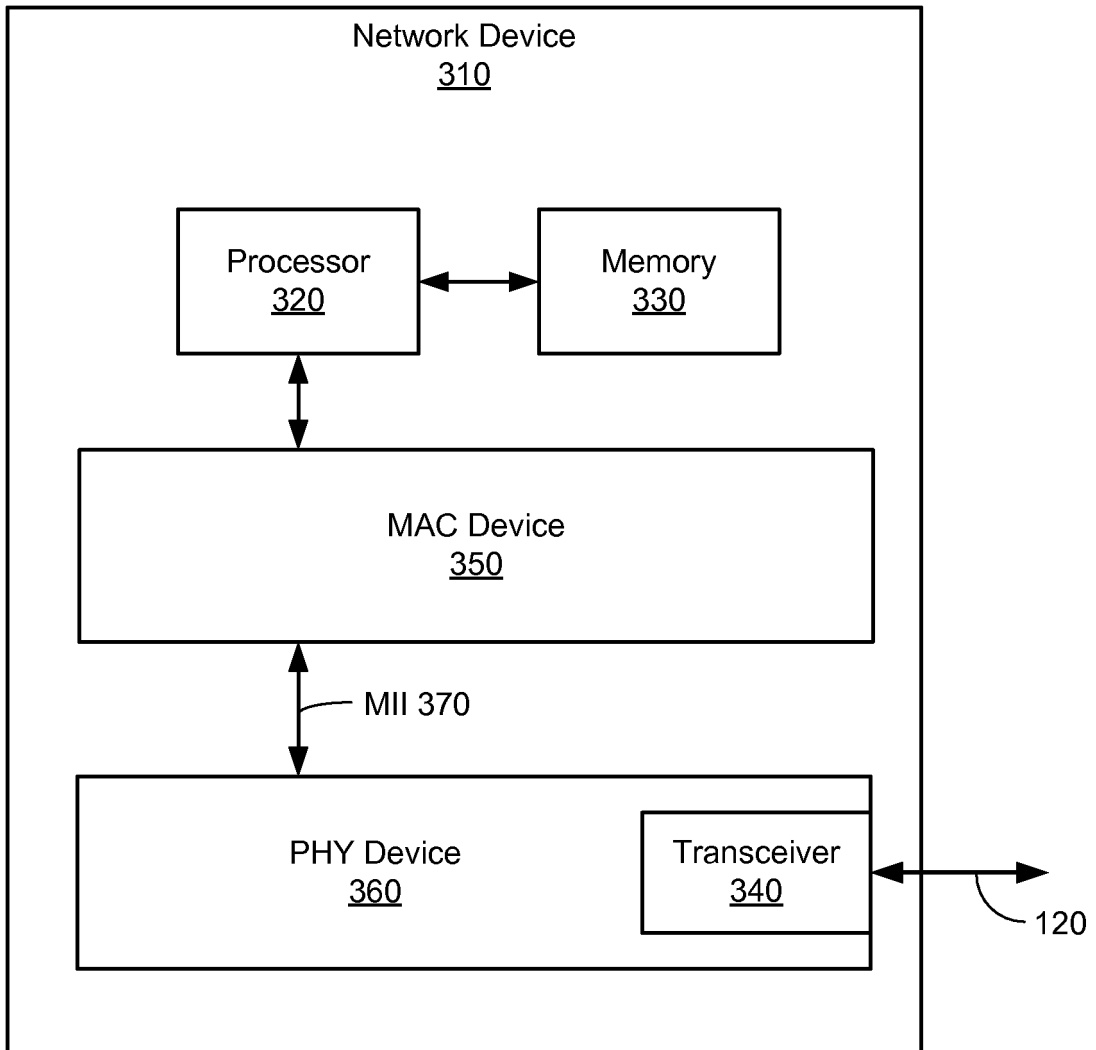 Network Device
310
Processor
320
Memory
330
MAC Device
350
MII 370
PHY Device
360
Transceiver
340
120